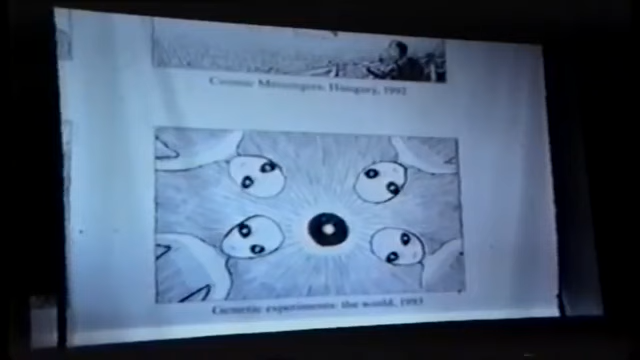 Cosmic Messengers, Hungary, 1992
Genetic experiments: the world, 1993